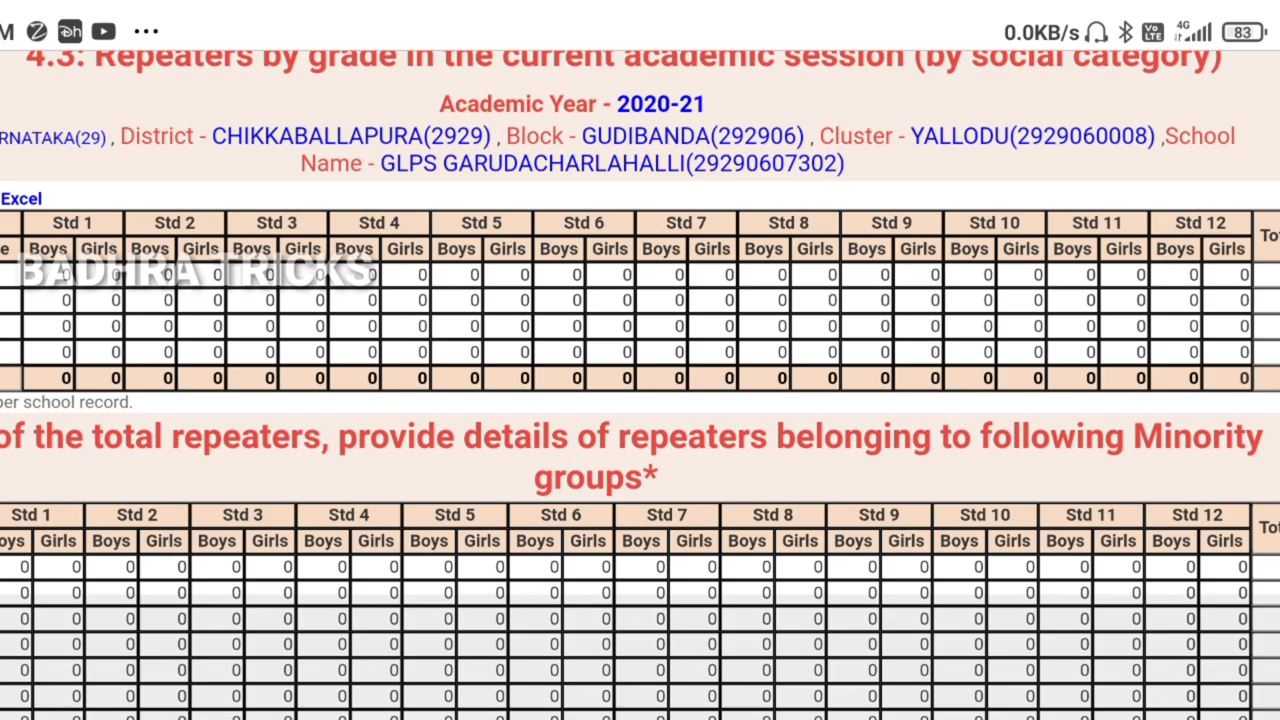 0.0KB/s 4G Vo LTE 83
4.3: Repeaters by grade in the current academic session (by social category)
Academic Year - 2020-21
RNATAKA(29) , District - CHIKKABALLAPURA(2929) , Block - GUDIBANDA(292906) , Cluster - YALLODU(2929060008) ,School
Name - GLPS GARUDACHARLAHALLI(29290607302)
Excel
Std 1 Std 2 Std 3 Std 4 Std 5 Std 6 Std 7 Std 8 Std 9 Std 10 Std 11 Std 12
e Boys Girls Boys Girls Boys Girls Boys Girls Boys Girls Boys Girls Boys Girls Boys Girls Boys Girls Boys Girls Boys Girls Boys Girls Tot
BADHRA TRICKS
0 0 0 0 0 0 0 0 0 0 0 0 0 0 0 0 0 0 0 0 0 0 0 0
0 0 0 0 0 0 0 0 0 0 0 0 0 0 0 0 0 0 0 0 0 0 0 0
0 0 0 0 0 0 0 0 0 0 0 0 0 0 0 0 0 0 0 0 0 0 0 0
0 0 0 0 0 0 0 0 0 0 0 0 0 0 0 0 0 0 0 0 0 0 0 0
0 0 0 0 0 0 0 0 0 0 0 0 0 0 0 0 0 0 0 0 0 0 0 0
per school record.
of the total repeaters, provide details of repeaters belonging to following Minority
groups*
Std 1 Std 2 Std 3 Std 4 Std 5 Std 6 Std 7 Std 8 Std 9 Std 10 Std 11 Std 12
oys Girls Boys Girls Boys Girls Boys Girls Boys Girls Boys Girls Boys Girls Boys Girls Boys Girls Boys Girls Boys Girls Boys Girls Tot
0 0 0 0 0 0 0 0 0 0 0 0 0 0 0 0 0 0 0 0 0 0 0 0
0 0 0 0 0 0 0 0 0 0 0 0 0 0 0 0 0 0 0 0 0 0 0 0
0 0 0 0 0 0 0 0 0 0 0 0 0 0 0 0 0 0 0 0 0 0 0 0
0 0 0 0 0 0 0 0 0 0 0 0 0 0 0 0 0 0 0 0 0 0 0 0
0 0 0 0 0 0 0 0 0 0 0 0 0 0 0 0 0 0 0 0 0 0 0 0
0 0 0 0 0 0 0 0 0 0 0 0 0 0 0 0 0 0 0 0 0 0 0 0